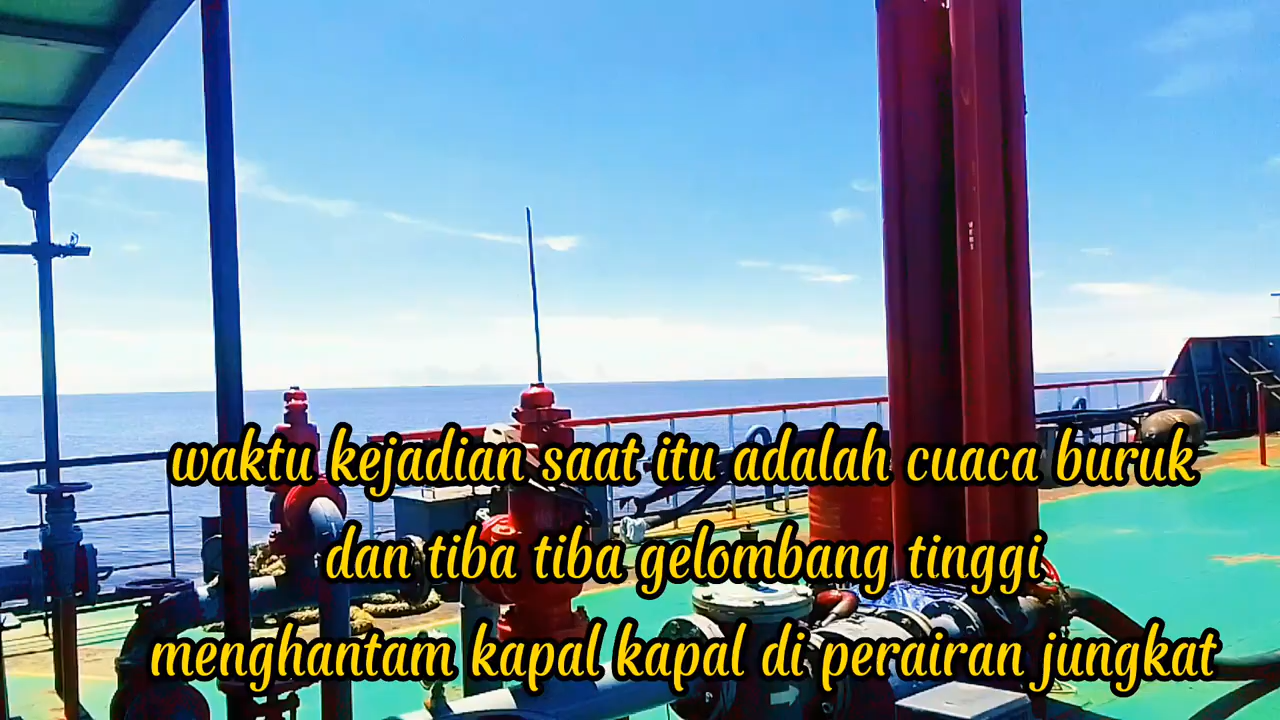 waktu kejadian saat itu adalah cuaca buruk
dan tiba tiba gelombang tinggi
menghantam kapal kapal di perairan jungkat